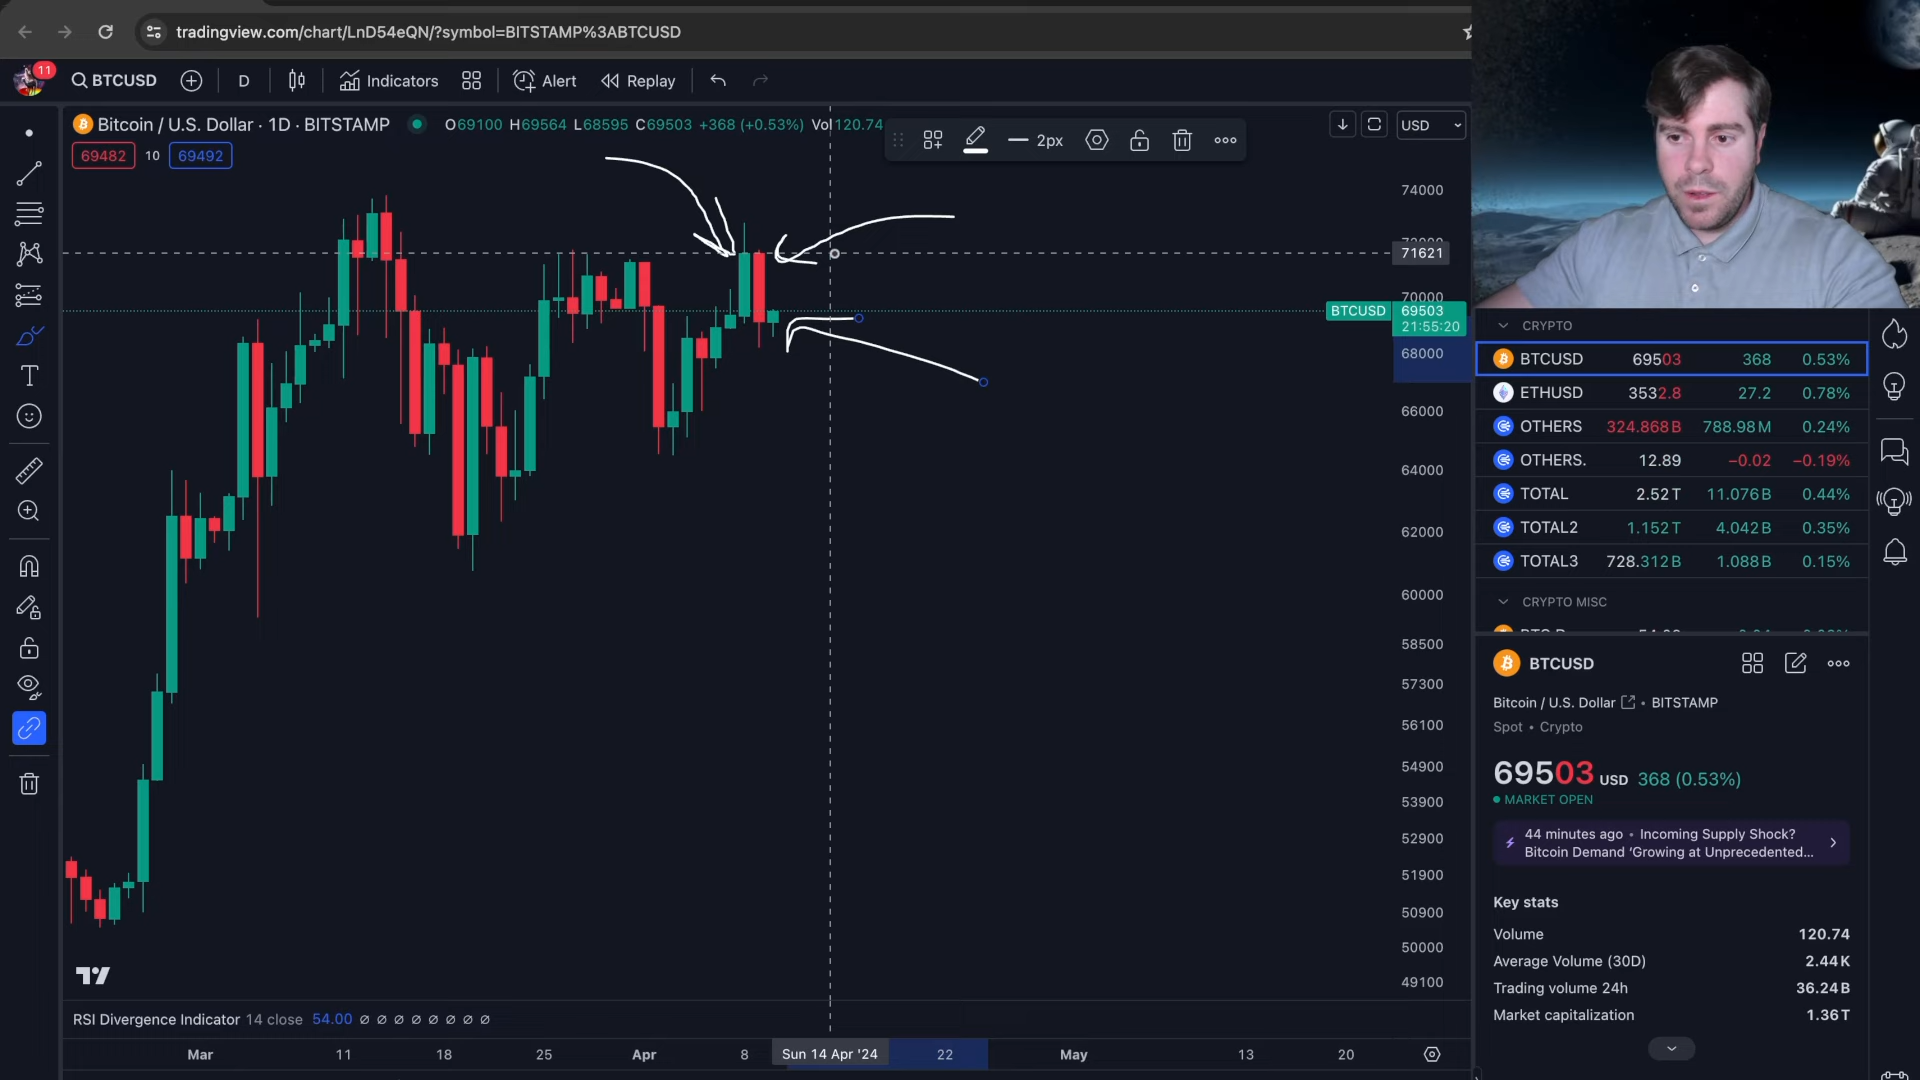 tradingview.com/chart/LnD54eQN/?symbol=BITSTAMP%3ABTCUSD
11
BTCUSD D Indicators Alert Replay
Bitcoin / U.S. Dollar · 1D · BITSTAMP O69100 H69564 L68595 C69503 +368 (+0.53%) Vol120.74
69482 10 69492
2px
USD
74000
71621
70000
BTCUSD 69503
21:55:20
68000
66000
64000
62000
60000
58500
57300
56100
54900
53900
52900
51900
50900
50000
49100
RSI Divergence Indicator 14 close 54.00 ∅ ∅ ∅ ∅ ∅ ∅ ∅ ∅
Mar 11 18 25 Apr 8 Sun 14 Apr '24 22 May 13 20
CRYPTO
BTCUSD 69503 368 0.53%
ETHUSD 3532.8 27.2 0.78%
OTHERS 324.868B 788.98M 0.24%
OTHERS. 12.89 −0.02 −0.19%
TOTAL 2.52T 11.076B 0.44%
TOTAL2 1.152T 4.042B 0.35%
TOTAL3 728.312B 1.088B 0.15%
CRYPTO MISC
BTCUSD
Bitcoin / U.S. Dollar • BITSTAMP
Spot • Crypto
69503 USD 368 (0.53%)
MARKET OPEN
44 minutes ago • Incoming Supply Shock?
Bitcoin Demand ‘Growing at Unprecedented...
Key stats
Volume 120.74
Average Volume (30D) 2.44K
Trading volume 24h 36.24B
Market capitalization 1.36T